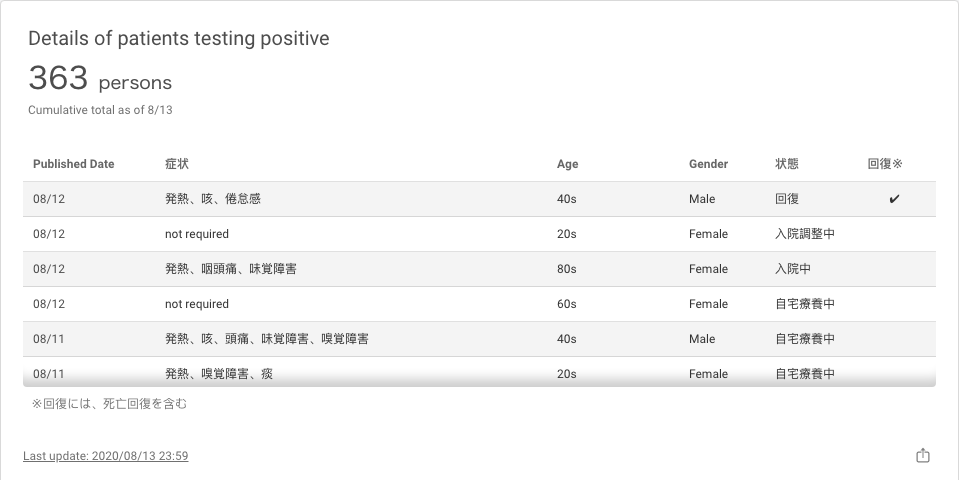 Details of patients testing positive
363 persons
Cumulative total as of 8/13
Published Date 症状 Age Gender 状態 回復※
08/12 発熱、咳、倦怠感 40s Male 回復 ✔
08/12 not required 20s Female 入院調整中
08/12 発熱、咽頭痛、味覚障害 80s Female 入院中
08/12 not required 60s Female 自宅療養中
08/11 発熱、咳、頭痛、味覚障害、嗅覚障害 40s Male 自宅療養中
08/11 発熱、嗅覚障害、痰 20s Female 自宅療養中
※回復には、死亡回復を含む
Last update: 2020/08/13 23:59